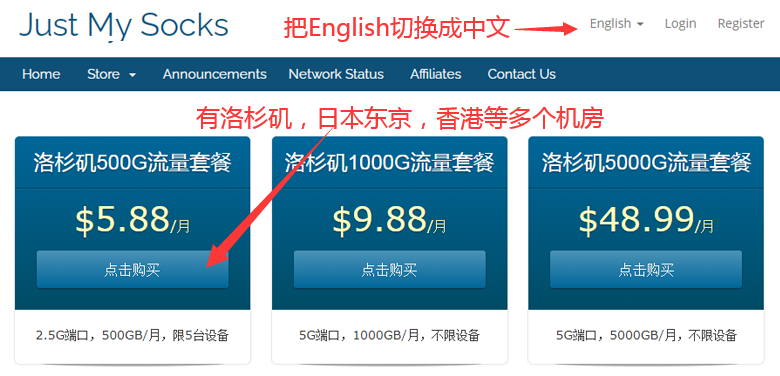 Just My Socks
把English切换成中文
English
Login
Register
Home
Store
Announcements
Network Status
Affiliates
Contact Us
有洛杉矶，日本东京，香港等多个机房
洛杉矶500G流量套餐
$5.88/月
点击购买
2.5G端口，500GB/月，限5台设备
洛杉矶1000G流量套餐
$9.88/月
点击购买
5G端口，1000GB/月，不限设备
洛杉矶5000G流量套餐
$48.99/月
点击购买
5G端口，5000GB/月，不限设备